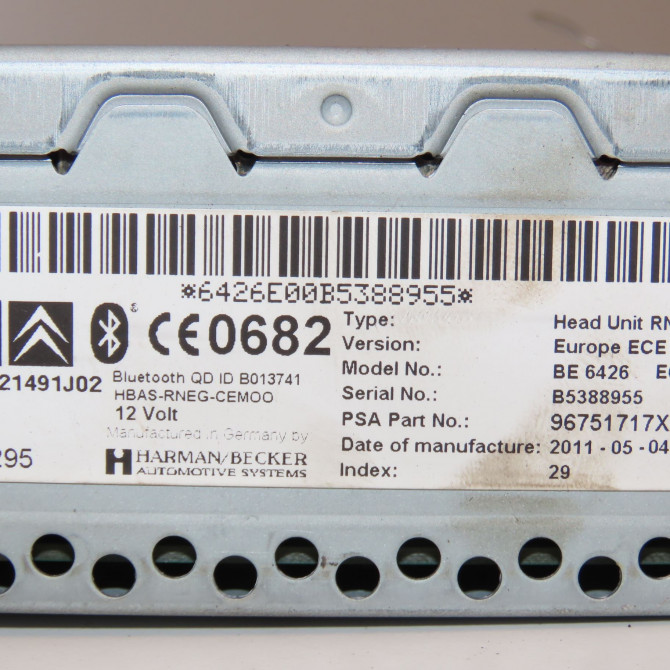 *6426E00B5388955*
CE0682
21491J02
295
Bluetooth QD ID B013741
HBAS-RNEG-CEMOO
12 Volt
Manufactured in Germany by
HARMAN/BECKER
AUTOMOTIVE SYSTEMS
Type: Head Unit RN
Version: Europe ECE
Model No.: BE 6426 E
Serial No.: B5388955
PSA Part No.: 96751717X
Date of manufacture: 2011 - 05 - 04
Index: 29